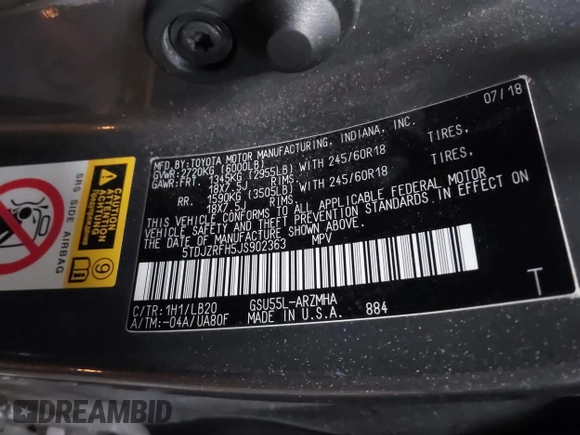 07/18
MFD.BY:TOYOTA MOTOR MANUFACTURING, INDIANA, INC.
GVWR:2720KG (6000LB)
GAWR:FRT. 1345KG (2955LB) WITH 245/60R18 TIRES,
18X7.5J RIMS
RR. 1590KG (3505LB) WITH 245/60R18 TIRES,
18X7.5J RIMS
THIS VEHICLE CONFORMS TO ALL APPLICABLE FEDERAL MOTOR
VEHICLE SAFETY AND THEFT PREVENTION STANDARDS IN EFFECT ON
THE DATE OF MANUFACTURE SHOWN ABOVE.
5TDJZRFH5JS902363 MPV
C/TR: 1H1/LB20 GSU55L-ARZMHA
A/TM: -04A/UA80F MADE IN U.S.A. 884
T
SRS SIDE AIRBAG
CAUTION
ATTENTION
ACHTUNG
9
DREAMBID